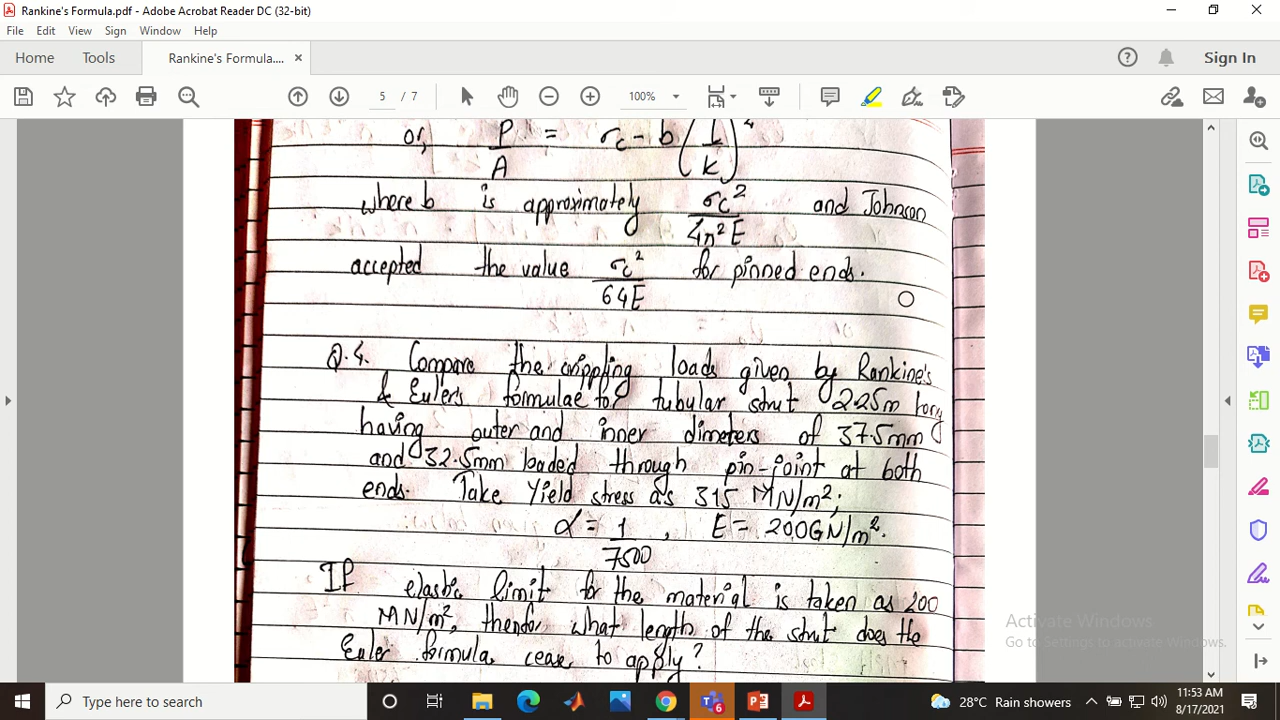 Rankine's Formula.pdf - Adobe Acrobat Reader DC (32-bit)
File Edit View Sign Window Help
Home Tools Rankine's Formula.... × Sign In
5 / 7 100%
or, P/A = σc - b (l/k)
where b is approximately σc²/4π²E and Johnson
accepted the value σc²/64E for pinned ends.
Q.4. Compare the crippling loads given by Rankine's
& Euler's formulae for tubular strut 2.25m long
having outer and inner dimeters of 37.5mm
and 32.5mm loaded through pin-joint at both
ends. Take Yield stress as 315 MN/m²;
α = 1/7500, E = 200GN/m².
If elastic limit for the material is taken as 200
MN/m², then for what length of the strut does the
Euler formula cease to apply?
Activate Windows
Go to Settings to activate Windows.
Type here to search
6
28°C Rain showers
11:53 AM
8/17/2021